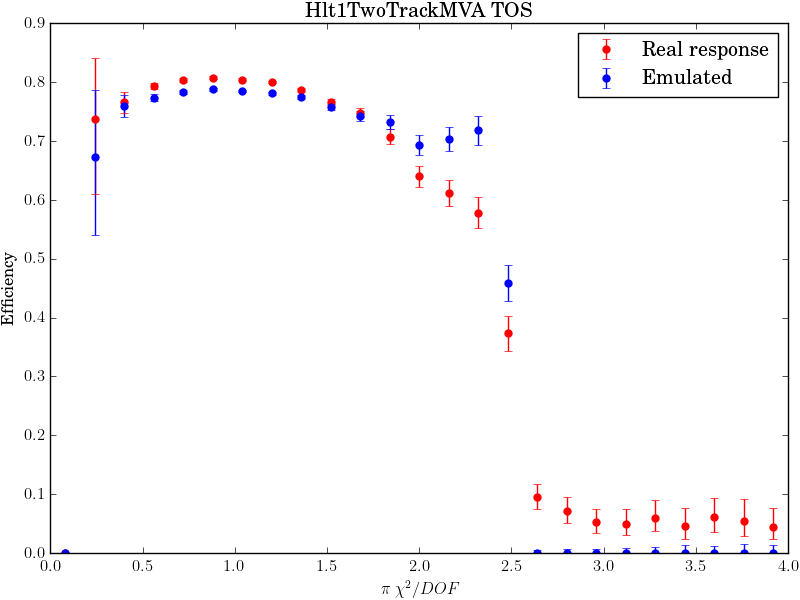 Hlt1TwoTrackMVA TOS
Real response
Emulated
Efficiency
0.9
0.8
0.7
0.6
0.5
0.4
0.3
0.2
0.1
0.0
0.0 0.5 1.0 1.5 2.0 2.5 3.0 3.5 4.0
π χ²/DOF